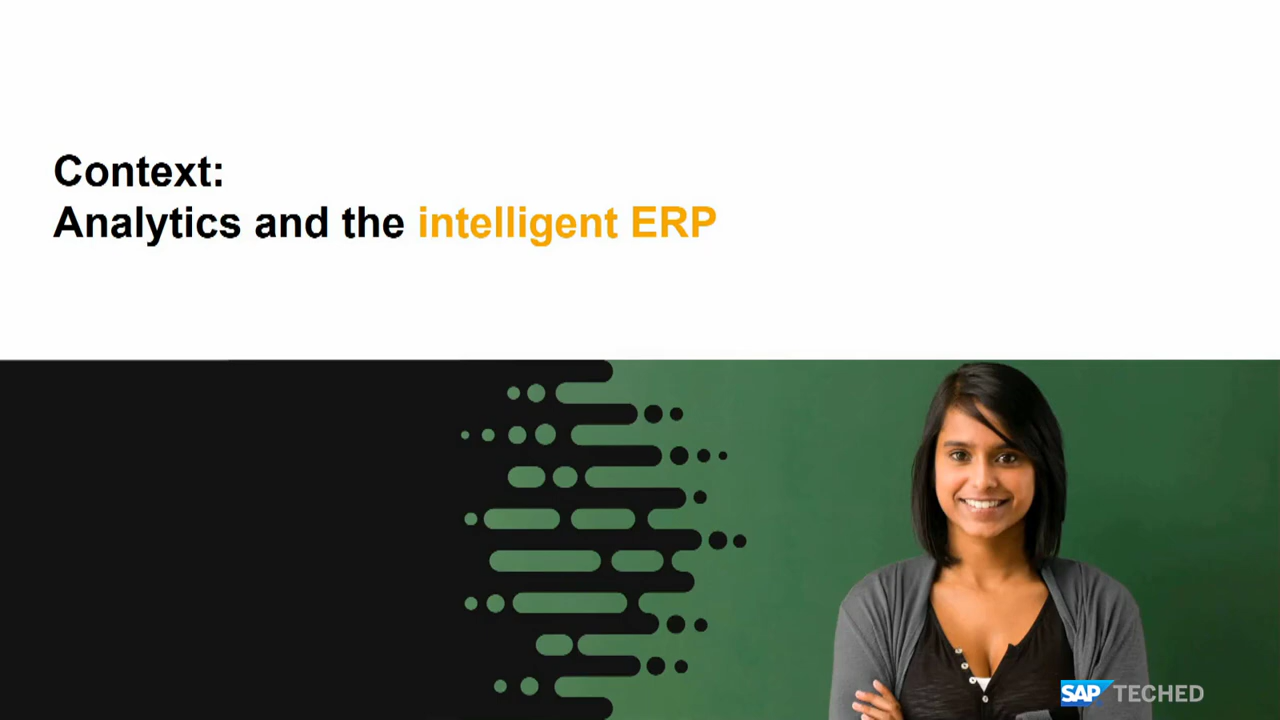 Context:
Analytics and the intelligent ERP
SAP TECHED